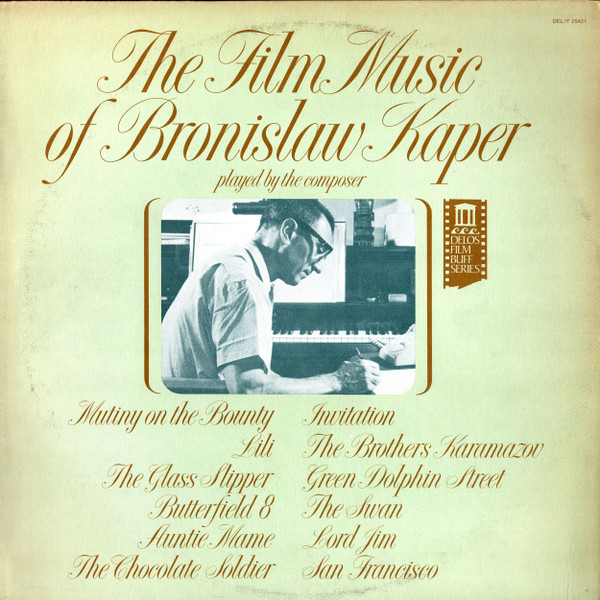 DEL/F 25421
The Film Music
of Bronislaw Kaper
played by the composer
DELOS
FILM
BUFF
SERIES
Mutiny on the Bounty
Lili
The Glass Slipper
Butterfield 8
Auntie Mame
The Chocolate Soldier
Invitation
The Brothers Karamazov
Green Dolphin Street
The Swan
Lord Jim
San Francisco